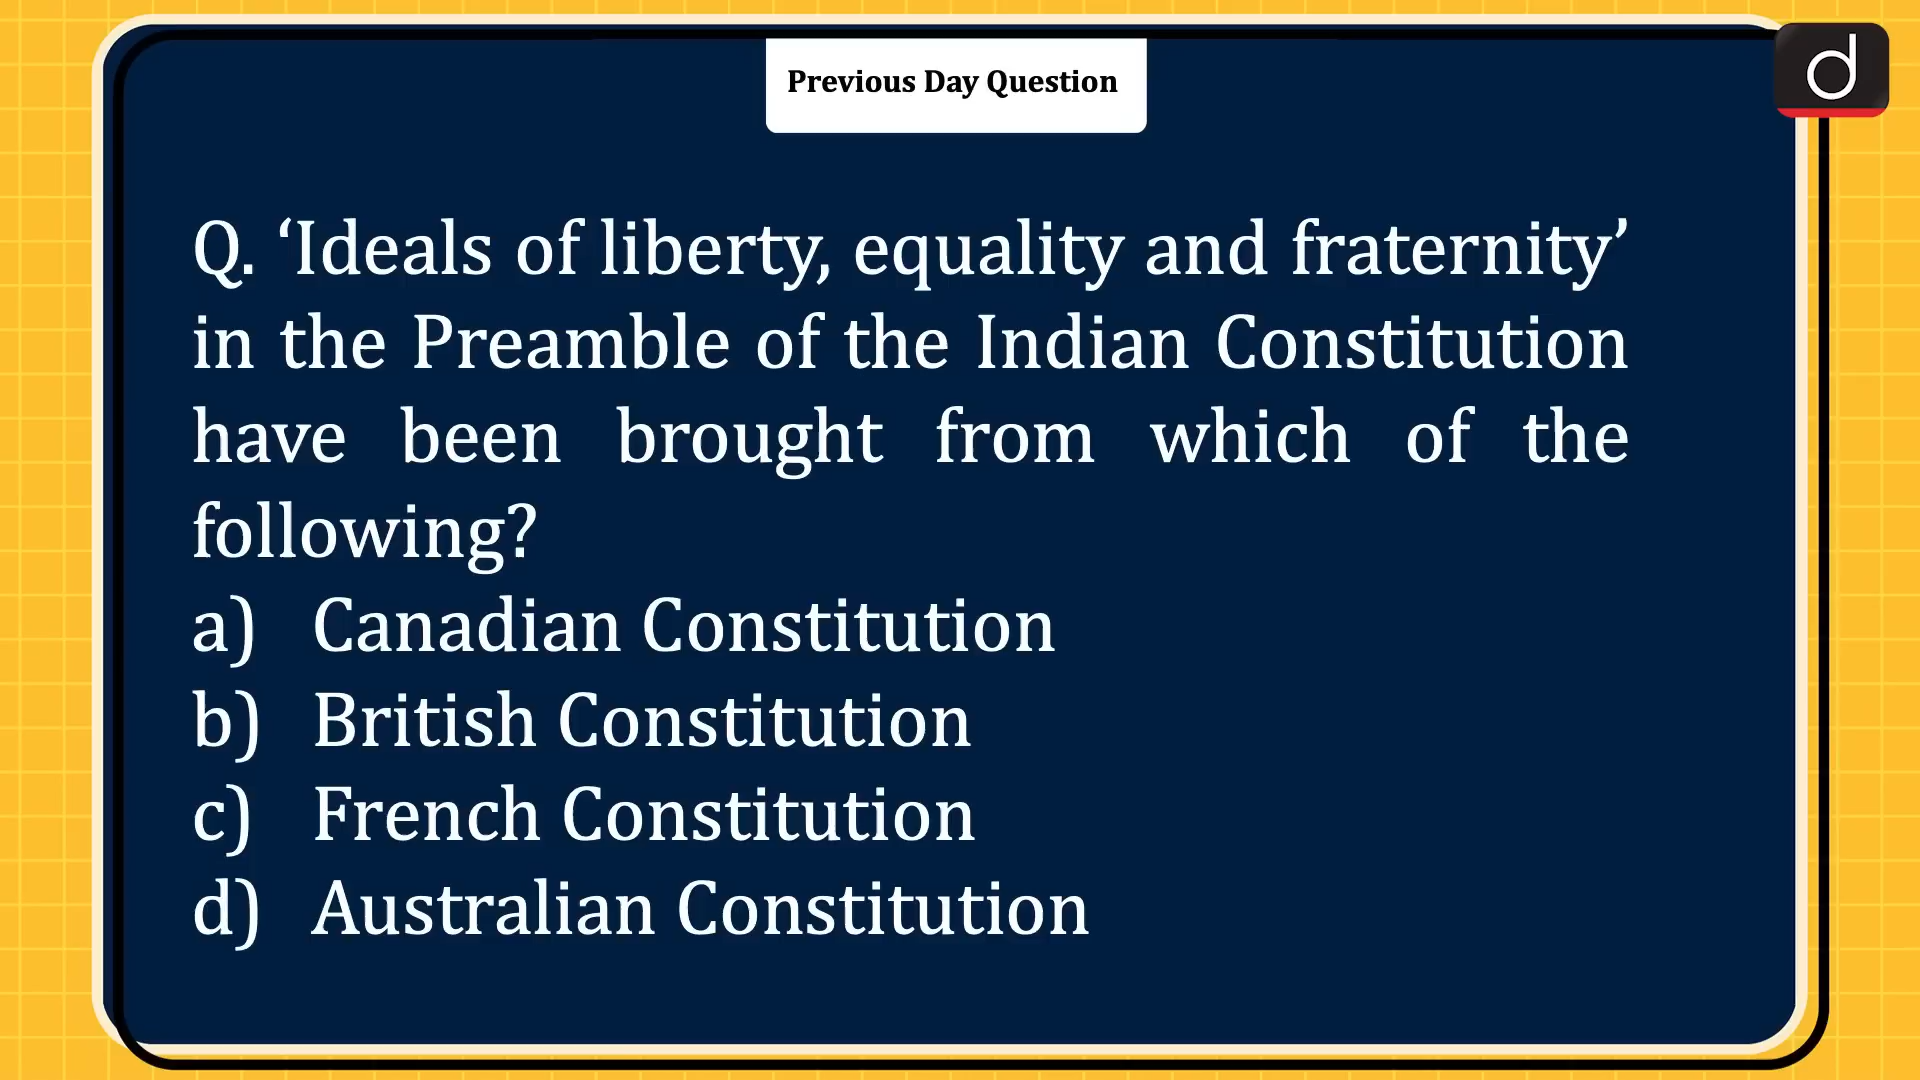 Previous Day Question
Q. ‘Ideals of liberty, equality and fraternity’
in the Preamble of the Indian Constitution
have been brought from which of the
following?
a) Canadian Constitution
b) British Constitution
c) French Constitution
d) Australian Constitution